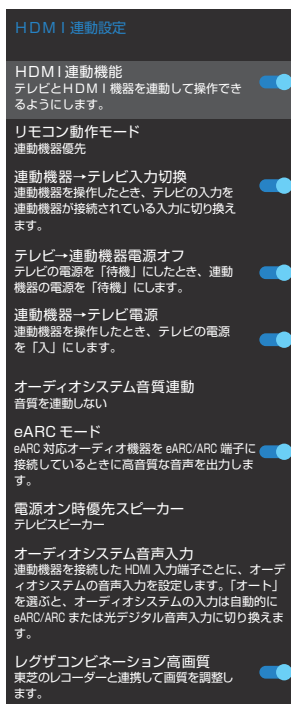 HDMI連動設定
HDMI連動機能
テレビとHDMI機器を連動して操作でき
るようにします。
リモコン動作モード
連動機器優先
連動機器→テレビ入力切換
連動機器を操作したとき、テレビの入力を
連動機器が接続されている入力に切り換え
ます。
テレビ→連動機器電源オフ
テレビの電源を「待機」にしたとき、連動
機器の電源を「待機」にします。
連動機器→テレビ電源
連動機器を操作したとき、テレビの電源
を「入」にします。
オーディオシステム音質連動
音質を連動しない
eARC モード
eARC 対応オーディオ機器を eARC/ARC 端子に
接続しているときに高音質な音声を出力しま
す。
電源オン時優先スピーカー
テレビスピーカー
オーディオシステム音声入力
連動機器を接続した HDMI 入力端子ごとに、オーデ
ィオシステムの音声入力を設定します。「オート」
を選ぶと、オーディオシステムの入力は自動的に
eARC/ARC または光デジタル音声入力に切り換えま
す。
レグザコンビネーション高画質
東芝のレコーダーと連携して画質を調整し
ます。